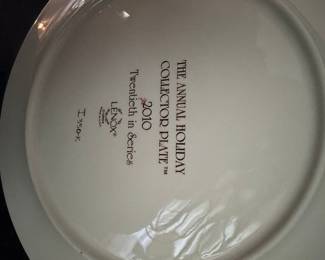 THE ANNUAL HOLIDAY
COLLECTOR PLATE™
2010
Twentieth in Series
LENOX®